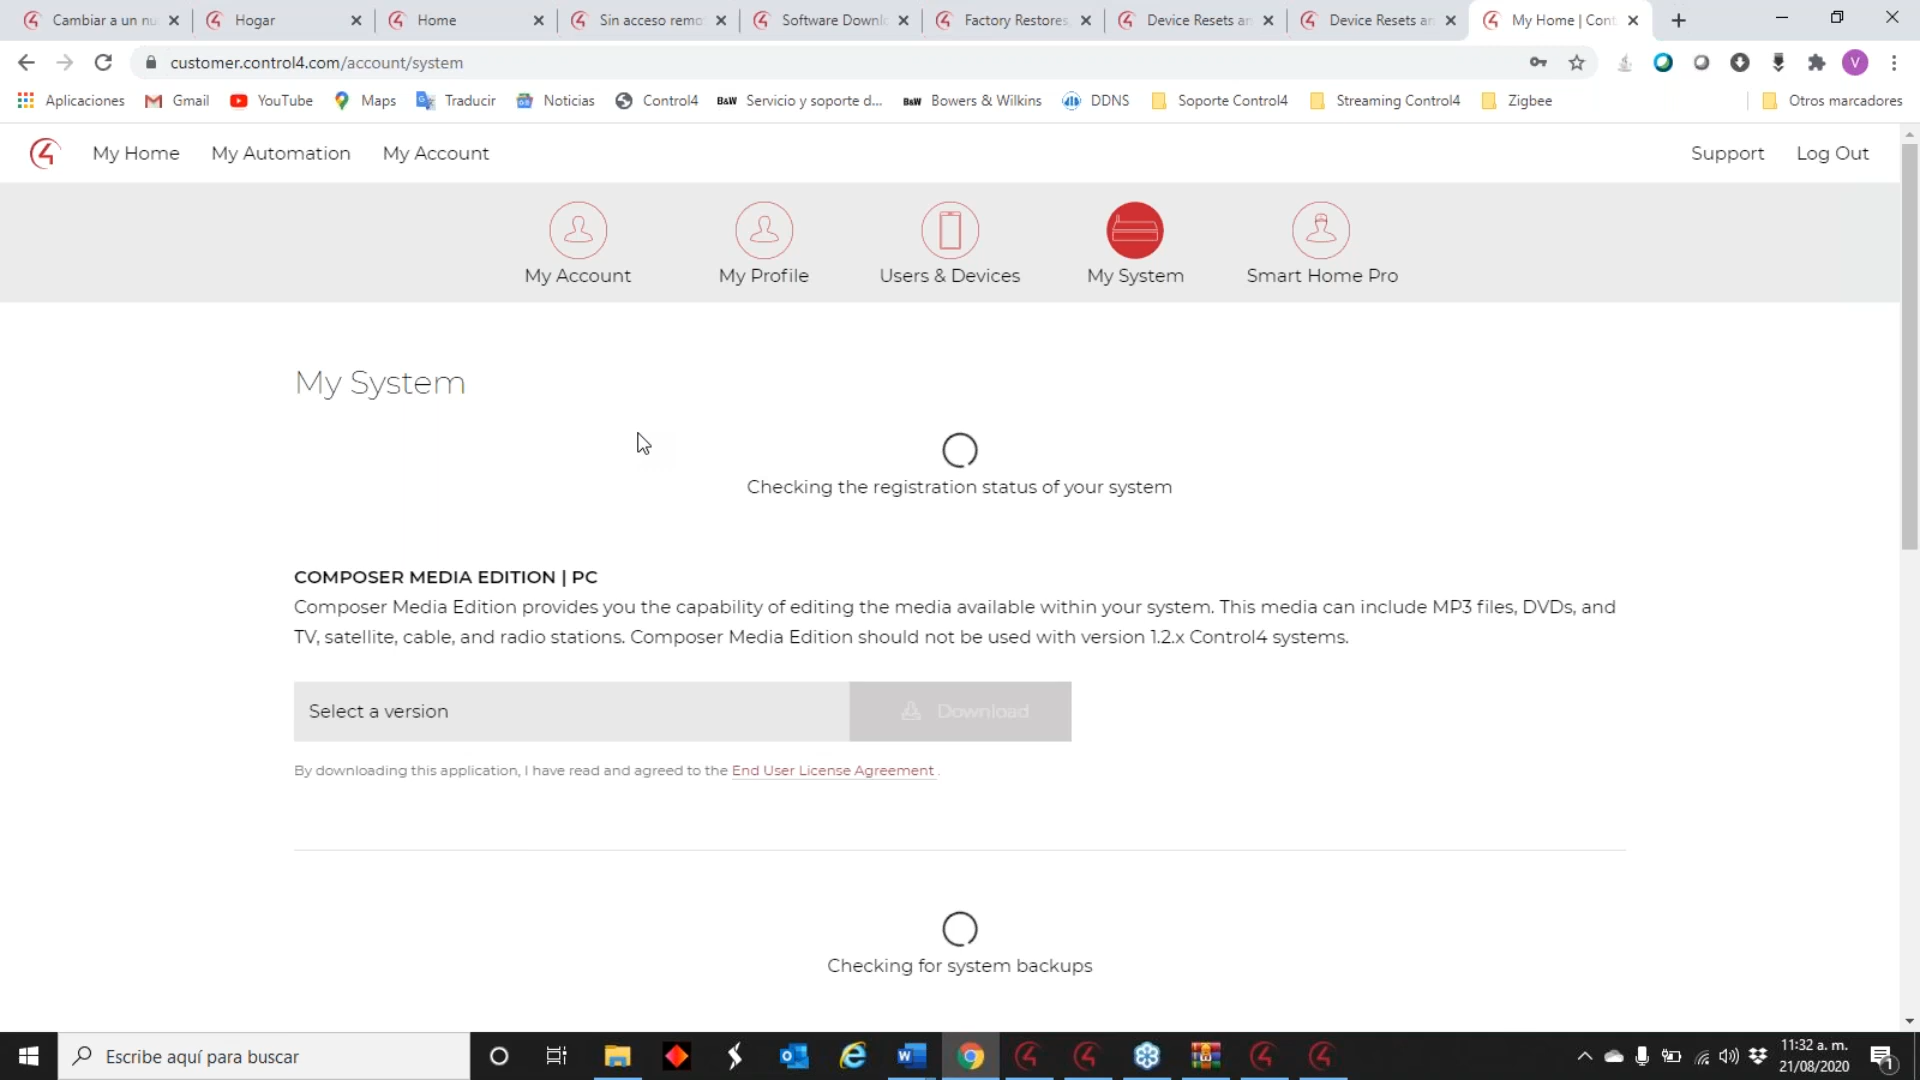 Cambiar a un nu
Hogar
Home
Sin acceso remo
Software Downl
Factory Restores,
Device Resets an
Device Resets an
My Home | Cont
customer.control4.com/account/system
V
Aplicaciones
Gmail
YouTube
Maps
Traducir
Noticias
Control4
B&W Servicio y soporte d...
B&W Bowers & Wilkins
DDNS
Soporte Control4
Streaming Control4
Zigbee
Otros marcadores
My Home
My Automation
My Account
Support
Log Out
My Account
My Profile
Users & Devices
My System
Smart Home Pro
My System
Checking the registration status of your system
COMPOSER MEDIA EDITION | PC
Composer Media Edition provides you the capability of editing the media available within your system. This media can include MP3 files, DVDs, and
TV, satellite, cable, and radio stations. Composer Media Edition should not be used with version 1.2.x Control4 systems.
Select a version
Download
By downloading this application, I have read and agreed to the End User License Agreement .
Checking for system backups
Escribe aquí para buscar
11:32 a. m.
21/08/2020
1